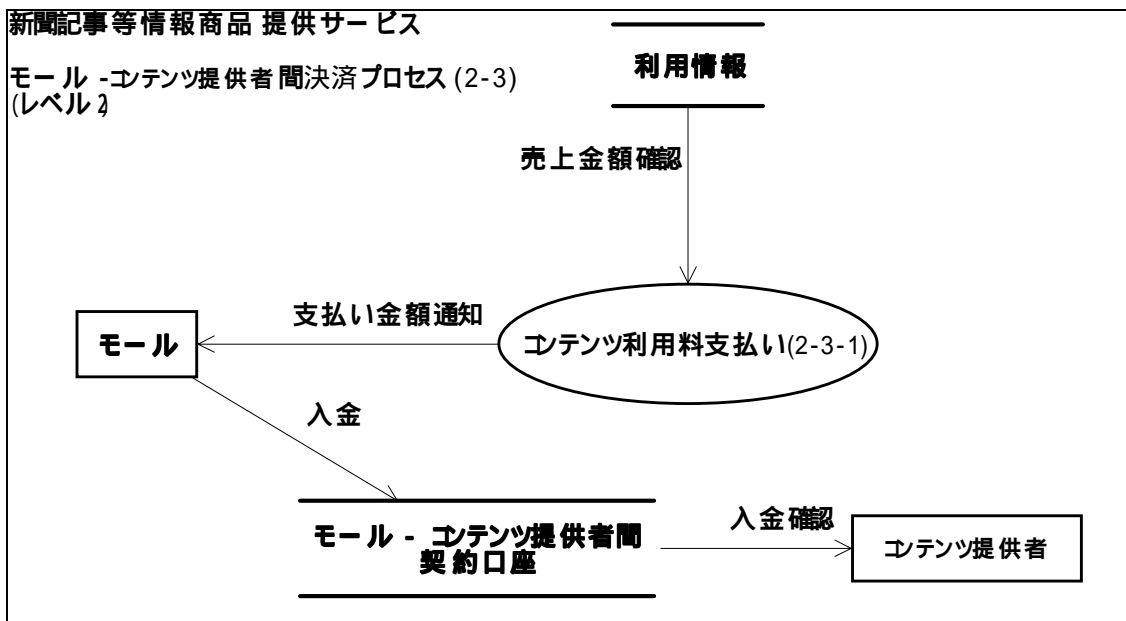 新聞記事等情報商品提供サービス
モール -コンテンツ提供者間決済プロセス(2-3)
(レベル2)
利用情報
売上金額確認
支払い金額通知
モール
コンテンツ利用料支払い(2-3-1)
入金
モール - コンテンツ提供者間
契約口座
入金確認
コンテンツ提供者